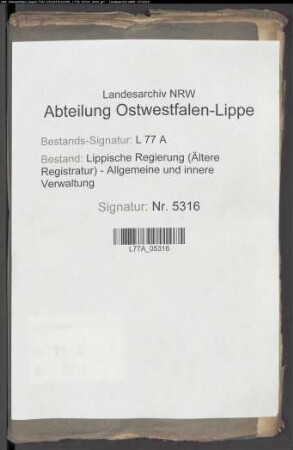 Landesarchiv NRW
Abteilung Ostwestfalen-Lippe
Bestands-Signatur: L 77 A
Bestand: Lippische Regierung (Ältere
Registratur) - Allgemeine und innere
Verwaltung
Signatur: Nr. 5316
L77A_05316